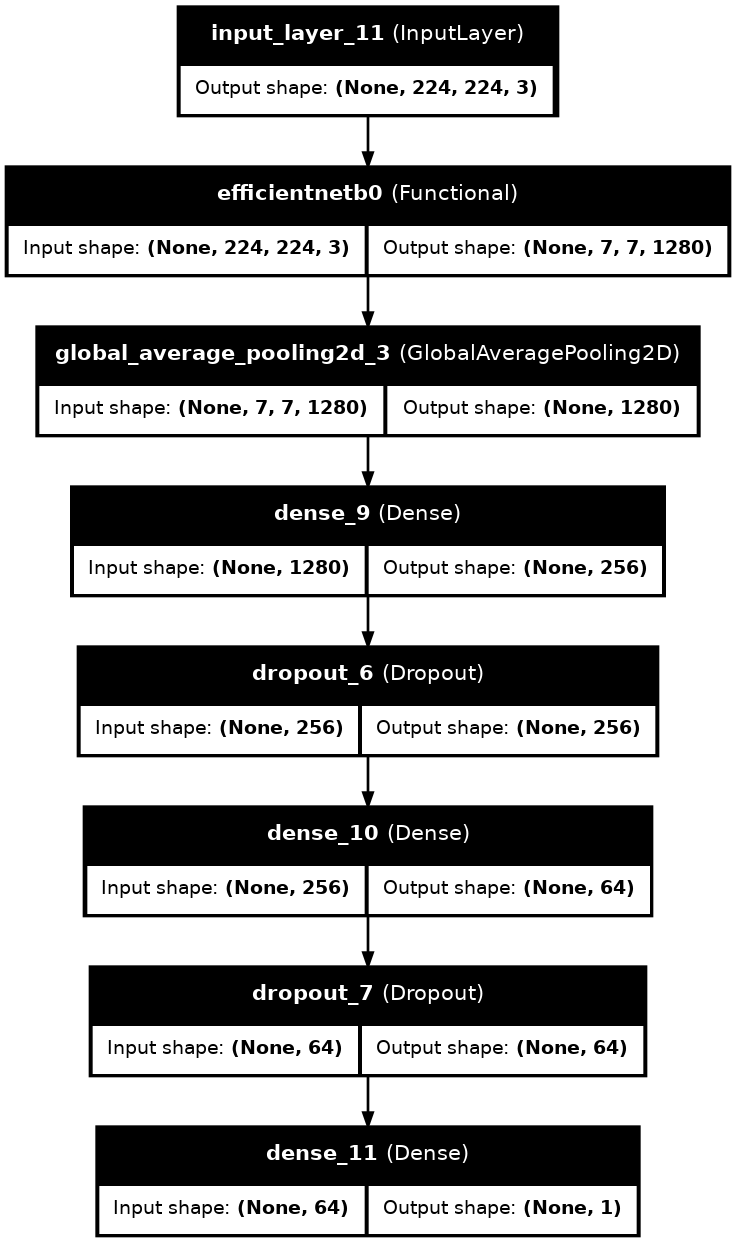 input_layer_11 (InputLayer)
Output shape: (None, 224, 224, 3)
efficientnetb0 (Functional)
Input shape: (None, 224, 224, 3) Output shape: (None, 7, 7, 1280)
global_average_pooling2d_3 (GlobalAveragePooling2D)
Input shape: (None, 7, 7, 1280) Output shape: (None, 1280)
dense_9 (Dense)
Input shape: (None, 1280) Output shape: (None, 256)
dropout_6 (Dropout)
Input shape: (None, 256) Output shape: (None, 256)
dense_10 (Dense)
Input shape: (None, 256) Output shape: (None, 64)
dropout_7 (Dropout)
Input shape: (None, 64) Output shape: (None, 64)
dense_11 (Dense)
Input shape: (None, 64) Output shape: (None, 1)